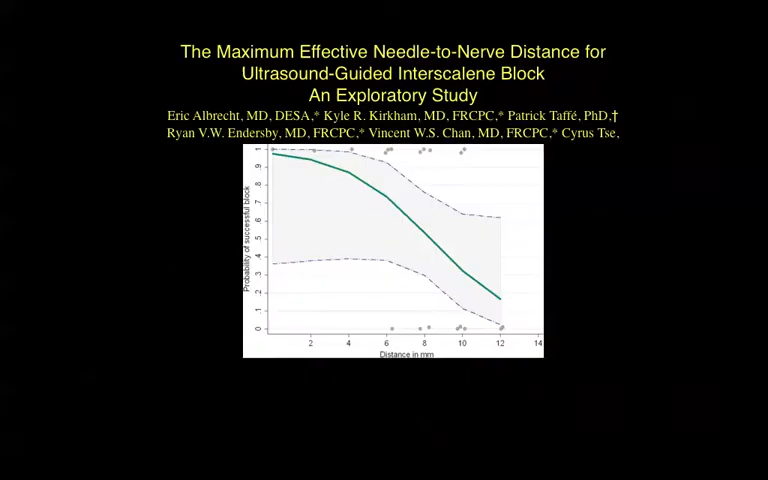 The Maximum Effective Needle-to-Nerve Distance for
Ultrasound-Guided Interscalene Block
An Exploratory Study
Eric Albrecht, MD, DESA,* Kyle R. Kirkham, MD, FRCPC,* Patrick Taffé, PhD,†
Ryan V.W. Endersby, MD, FRCPC,* Vincent W.S. Chan, MD, FRCPC,* Cyrus Tse,
Probability of successful block
1
.9
.8
.7
.6
.5
.4
.3
.2
.1
0
2 4 6 8 10 12 14
Distance in mm